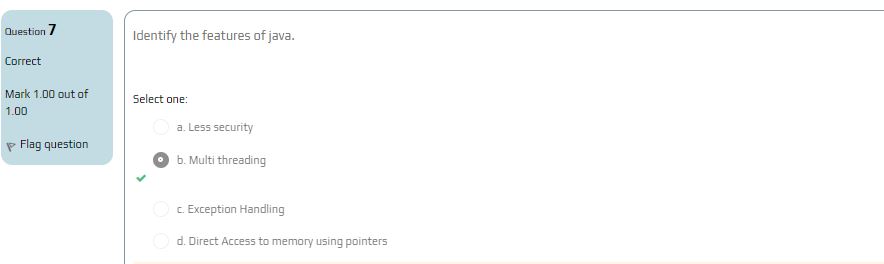 Question 7
Correct
Mark 1.00 out of
1.00
Flag question
Identify the features of java.
Select one:
a. Less security
b. Multi threading
c. Exception Handling
d. Direct Access to memory using pointers